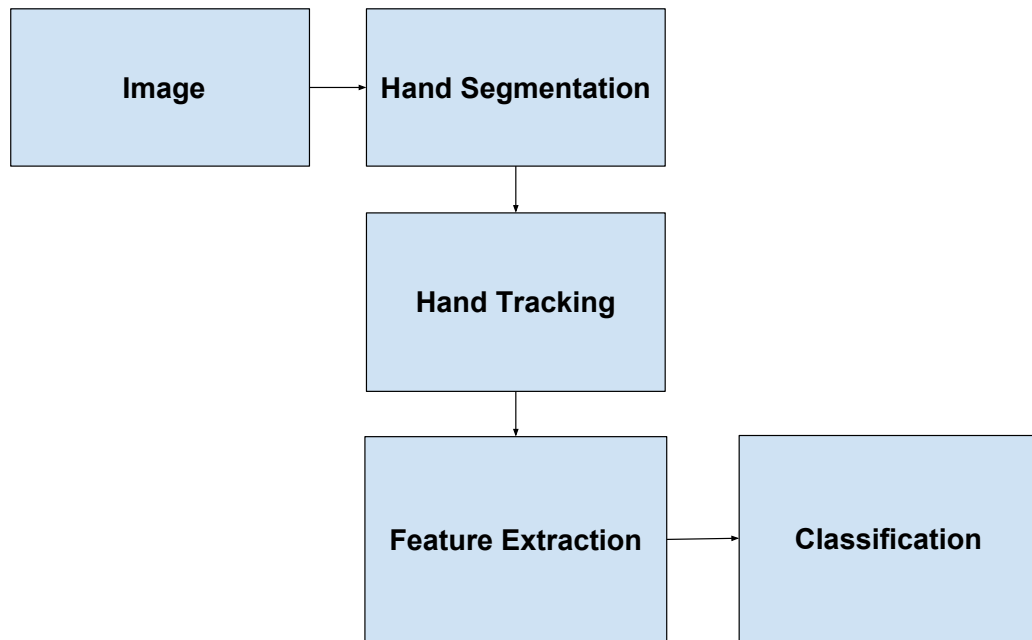 Image
Hand Segmentation
Hand Tracking
Feature Extraction
Classification